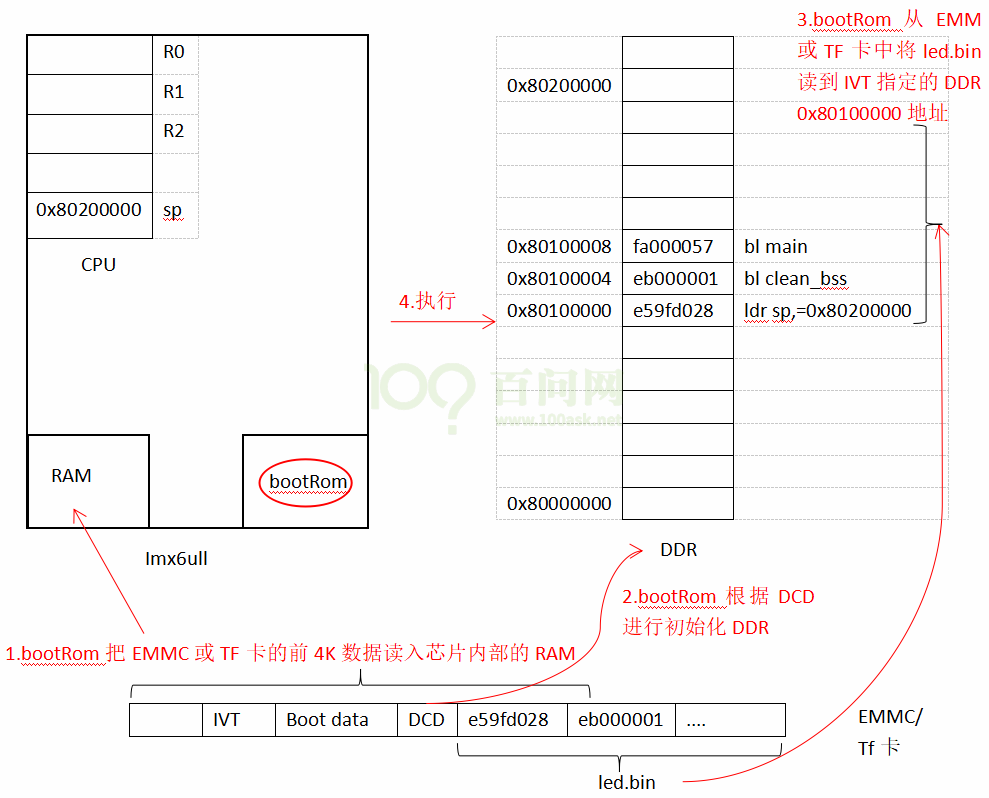 R0
R1
R2
0x80200000 sp
CPU
Imx6ull
RAM
bootRom
4.执行
3.bootRom 从 EMM
或 TF 卡中将 led.bin
读到 IVT 指定的 DDR
0x80100000 地址
0x80200000
0x80100008 fa000057 bl main
0x80100004 eb000001 bl clean_bss
0x80100000 e59fd028 ldr sp,=0x80200000
100? 百问网
www.100ask.net
0x80000000
DDR
2.bootRom 根据 DCD
进行初始化 DDR
1.bootRom 把 EMMC 或 TF 卡的前 4K 数据读入芯片内部的 RAM
IVT Boot data DCD e59fd028 eb000001 ....
led.bin
EMMC/
Tf 卡